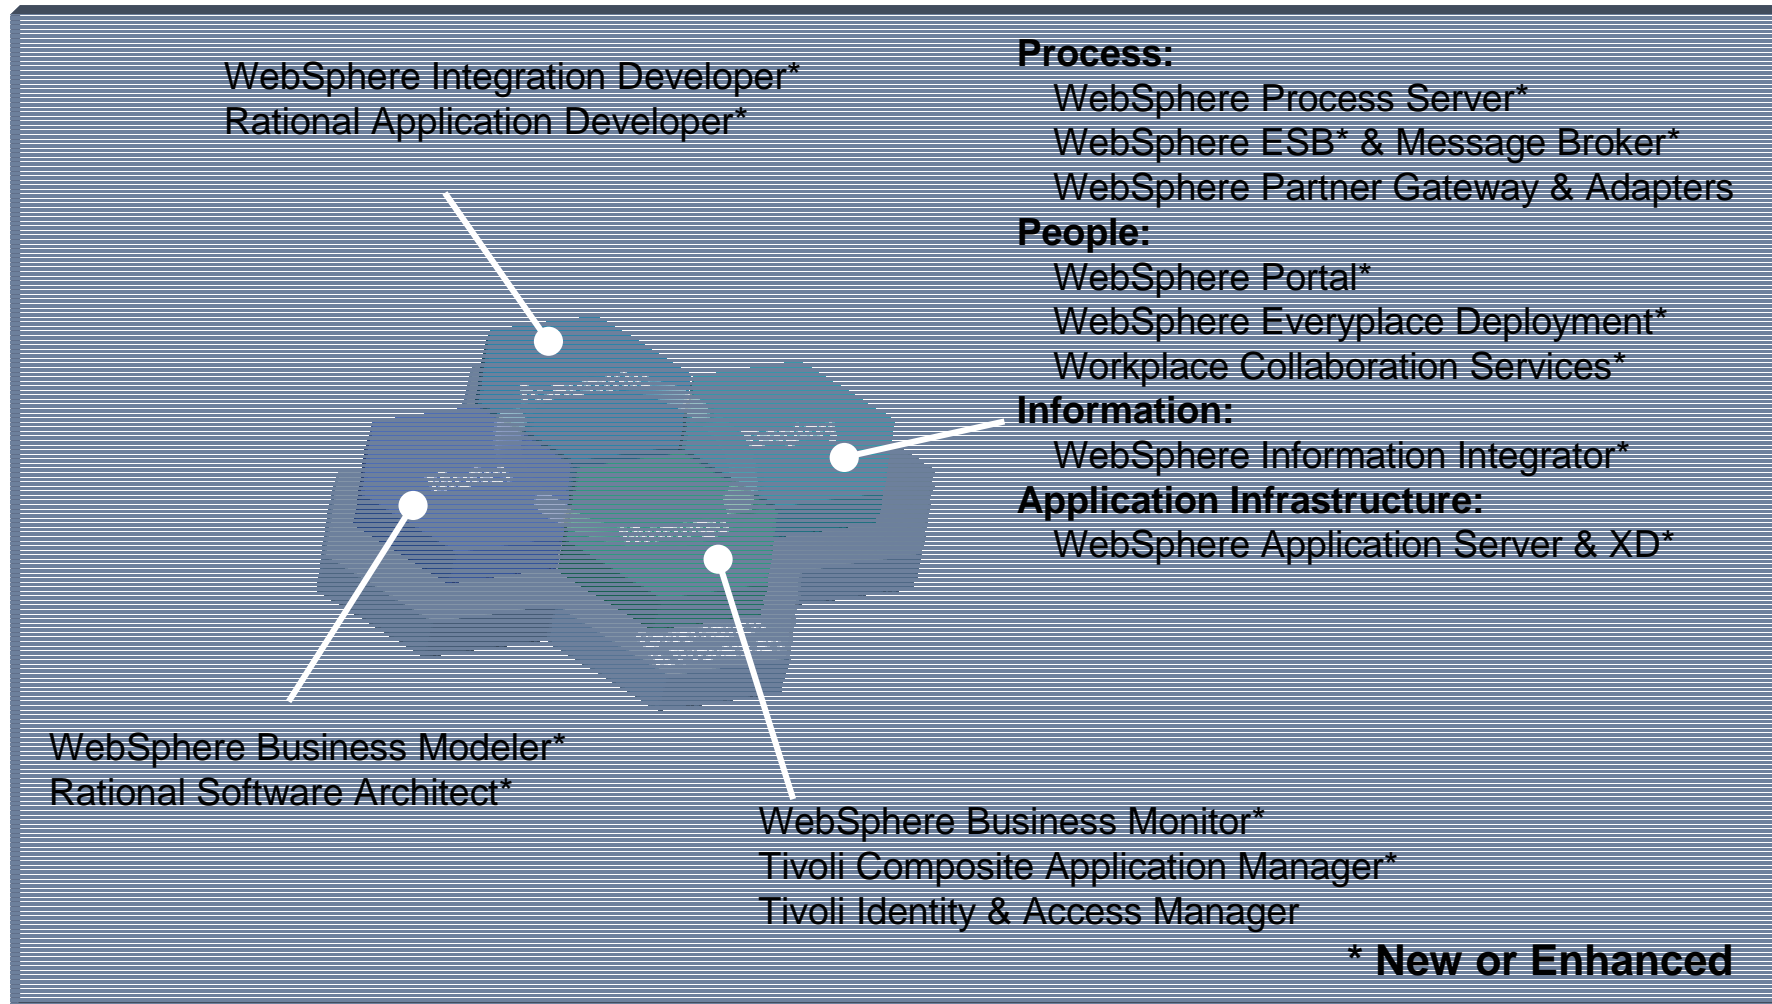 WebSphere Integration Developer*
Rational Application Developer*
Process:
WebSphere Process Server*
WebSphere ESB* & Message Broker*
WebSphere Partner Gateway & Adapters
People:
WebSphere Portal*
WebSphere Everyplace Deployment*
Workplace Collaboration Services*
Information:
WebSphere Information Integrator*
Application Infrastructure:
WebSphere Application Server & XD*
WebSphere Business Modeler*
Rational Software Architect*
WebSphere Business Monitor*
Tivoli Composite Application Manager*
Tivoli Identity & Access Manager
* New or Enhanced